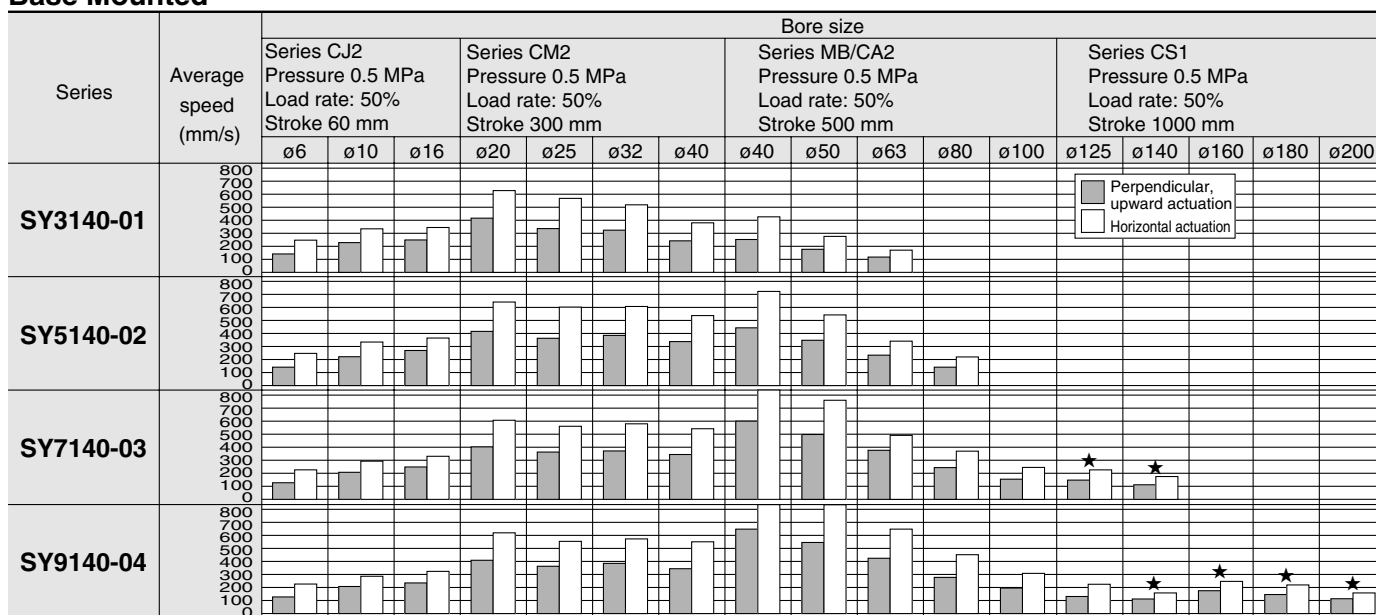 Base Mounted
Series
Average
speed
(mm/s)
Bore size
Series CJ2
Pressure 0.5 MPa
Load rate: 50%
Stroke 60 mm
Series CM2
Pressure 0.5 MPa
Load rate: 50%
Stroke 300 mm
Series MB/CA2
Pressure 0.5 MPa
Load rate: 50%
Stroke 500 mm
Series CS1
Pressure 0.5 MPa
Load rate: 50%
Stroke 1000 mm
ø6 ø10 ø16 ø20 ø25 ø32 ø40 ø40 ø50 ø63 ø80 ø100 ø125 ø140 ø160 ø180 ø200
SY3140-01
800
700
600
500
400
300
200
100
0
Perpendicular,
upward actuation
Horizontal actuation
SY5140-02
800
700
600
500
400
300
200
100
0
SY7140-03
800
700
600
500
400
300
200
100
0
★ ★
SY9140-04
800
700
600
500
400
300
200
100
0
★ ★ ★ ★